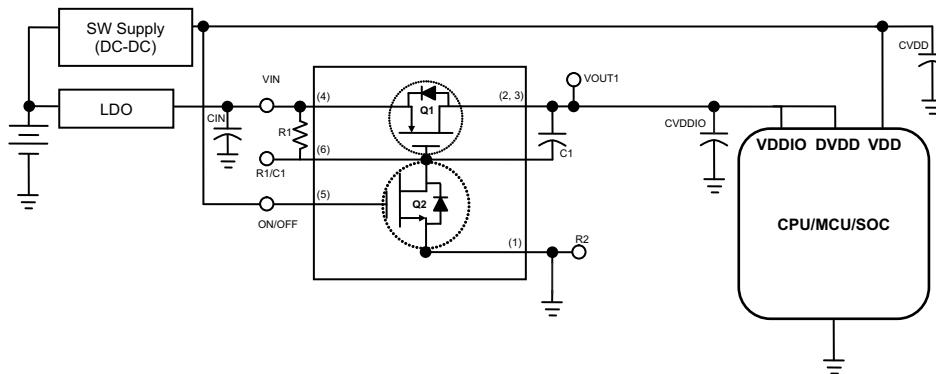 SW Supply
(DC-DC)
CVDD
LDO
VIN
CIN
(4)
R1
Q1
(2, 3)
VOUT1
C1
CVDDIO
VDDIO DVDD VDD
CPU/MCU/SOC
R1/C1
(6)
(5)
ON/OFF
Q2
(1)
R2